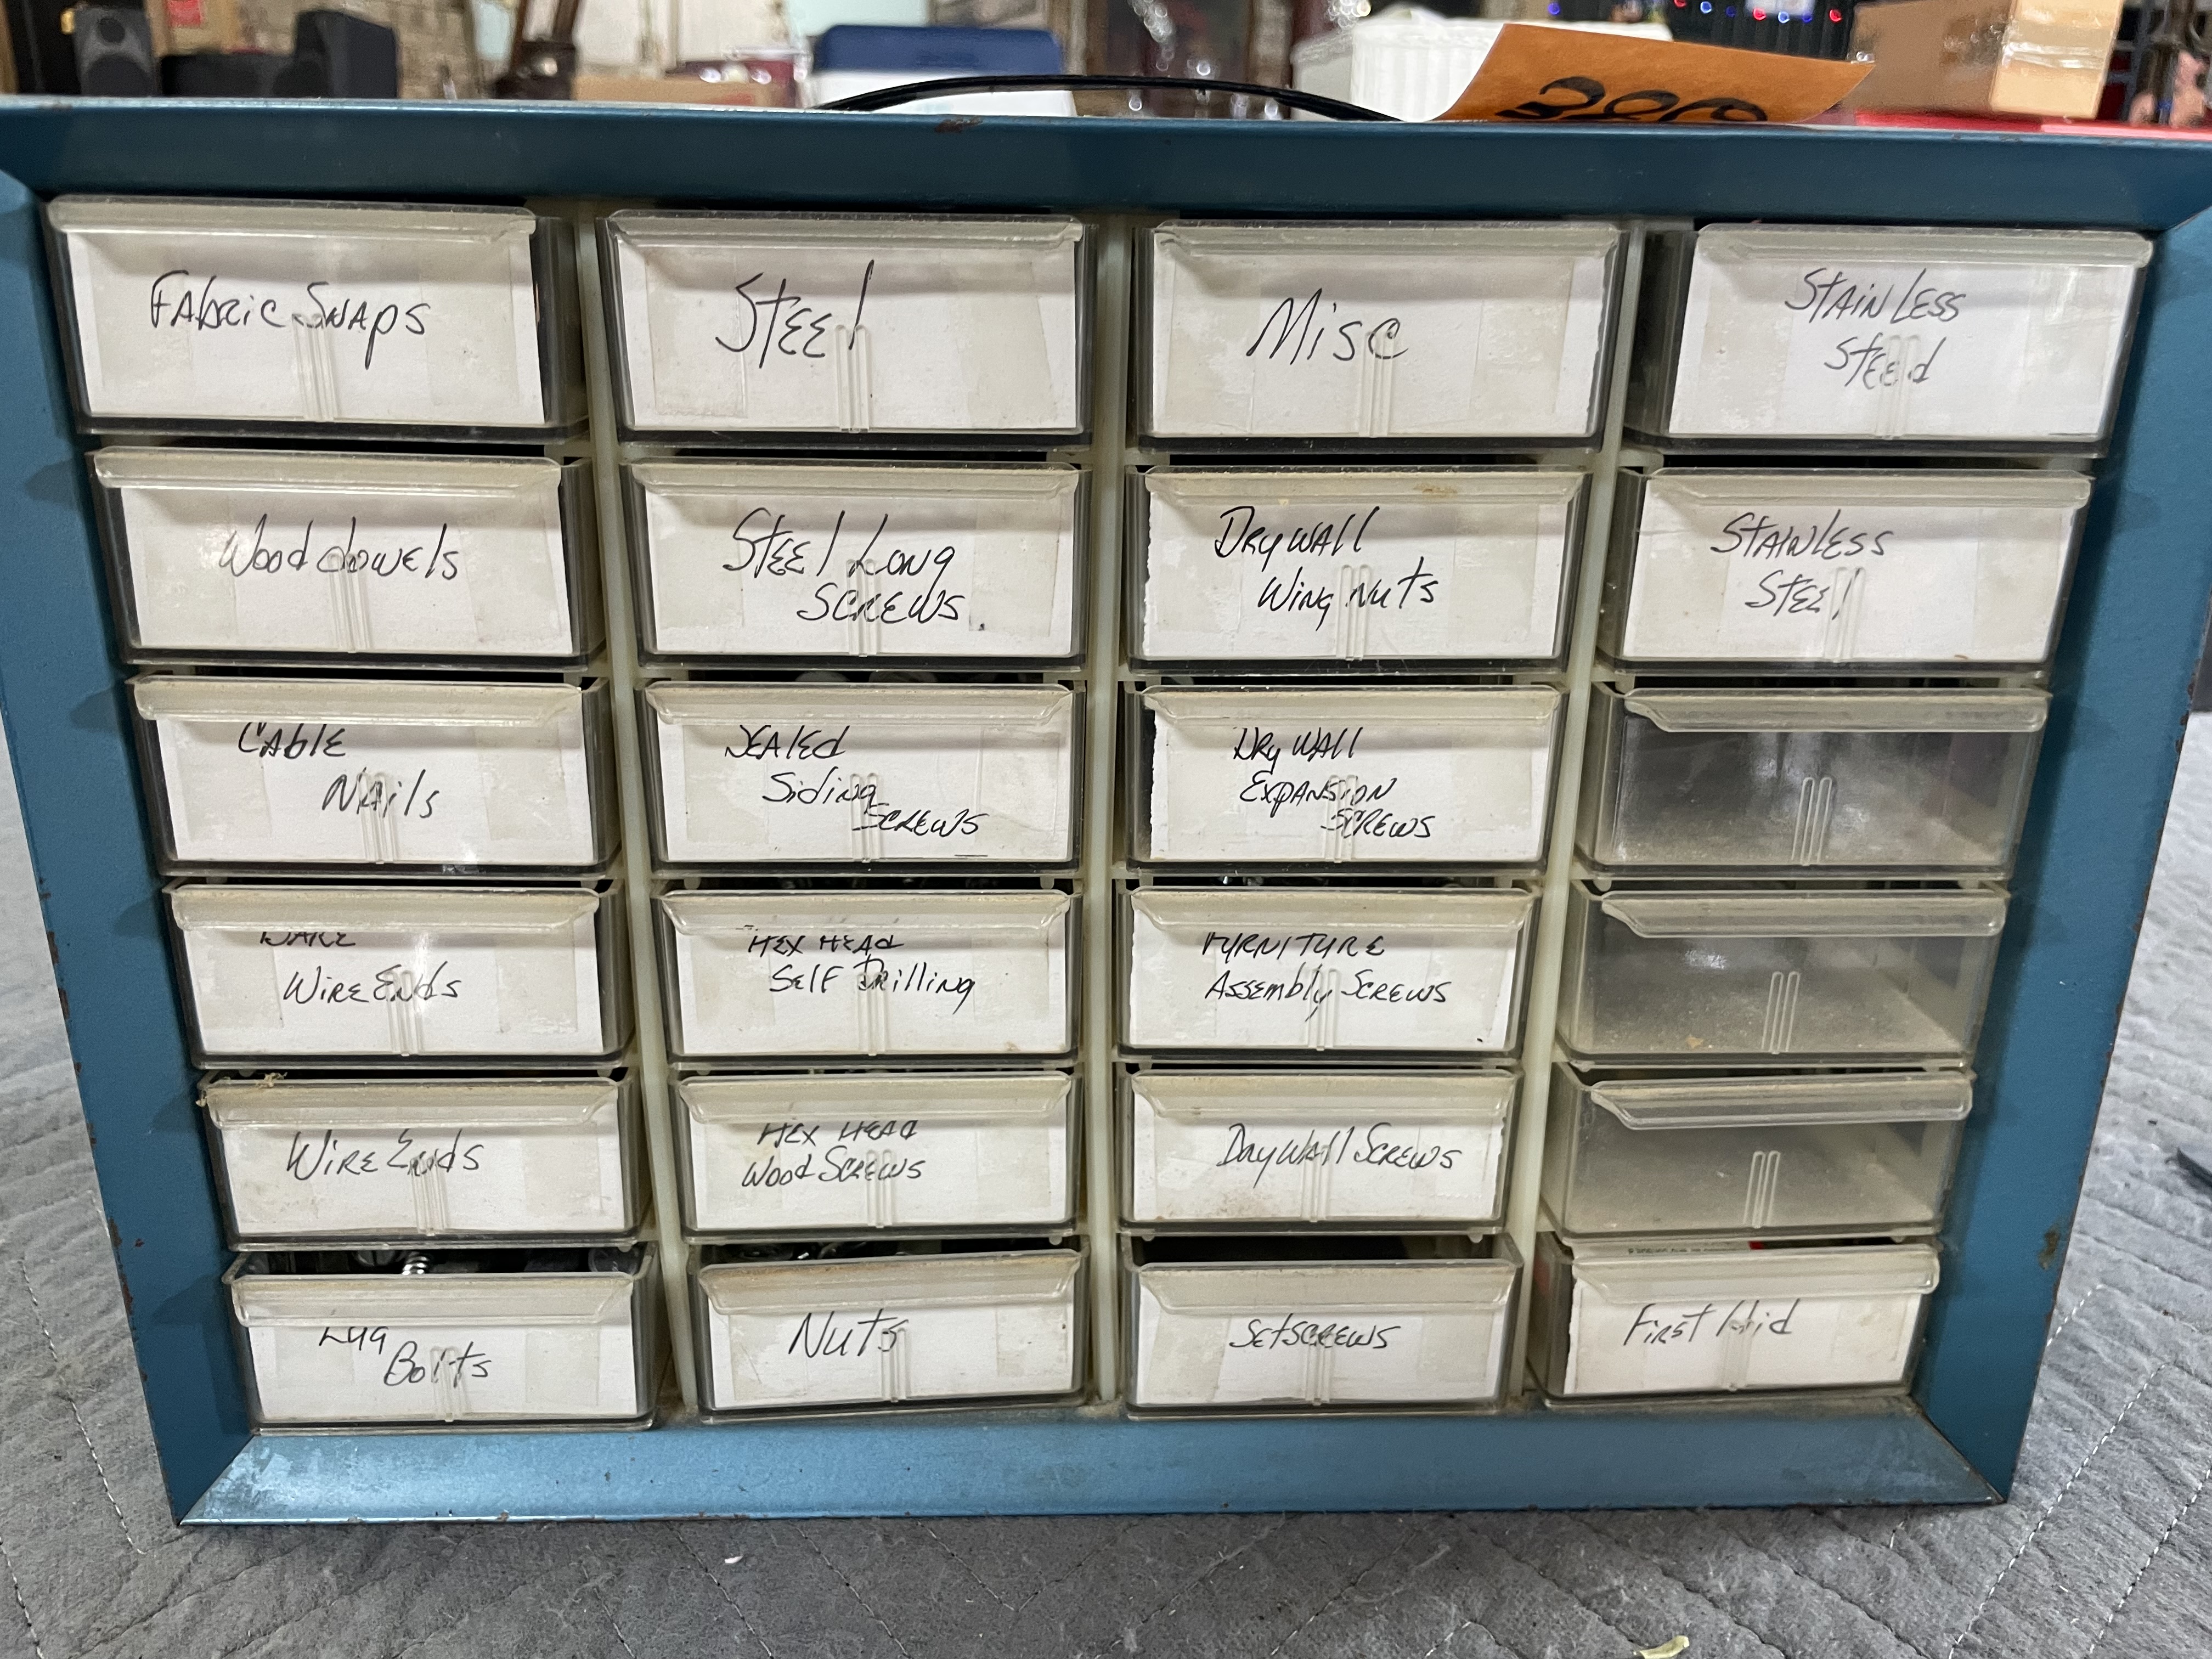 Fabric Snaps
Steel
Misc
Stainless
Steel
Wood dowels
Steel Long
Screws
Drywall
Wing Nuts
Stainless
Steel
Cable
Nails
Sealed
Siding
Screws
Dry wall
Expansion
Screws
Wire Ends
Hex Head
Self Drilling
Furniture
Assembly Screws
Wire Ends
Hex Head
Wood Screws
Drywall Screws
Lug
Bolts
Nuts
Setscrews
First Aid